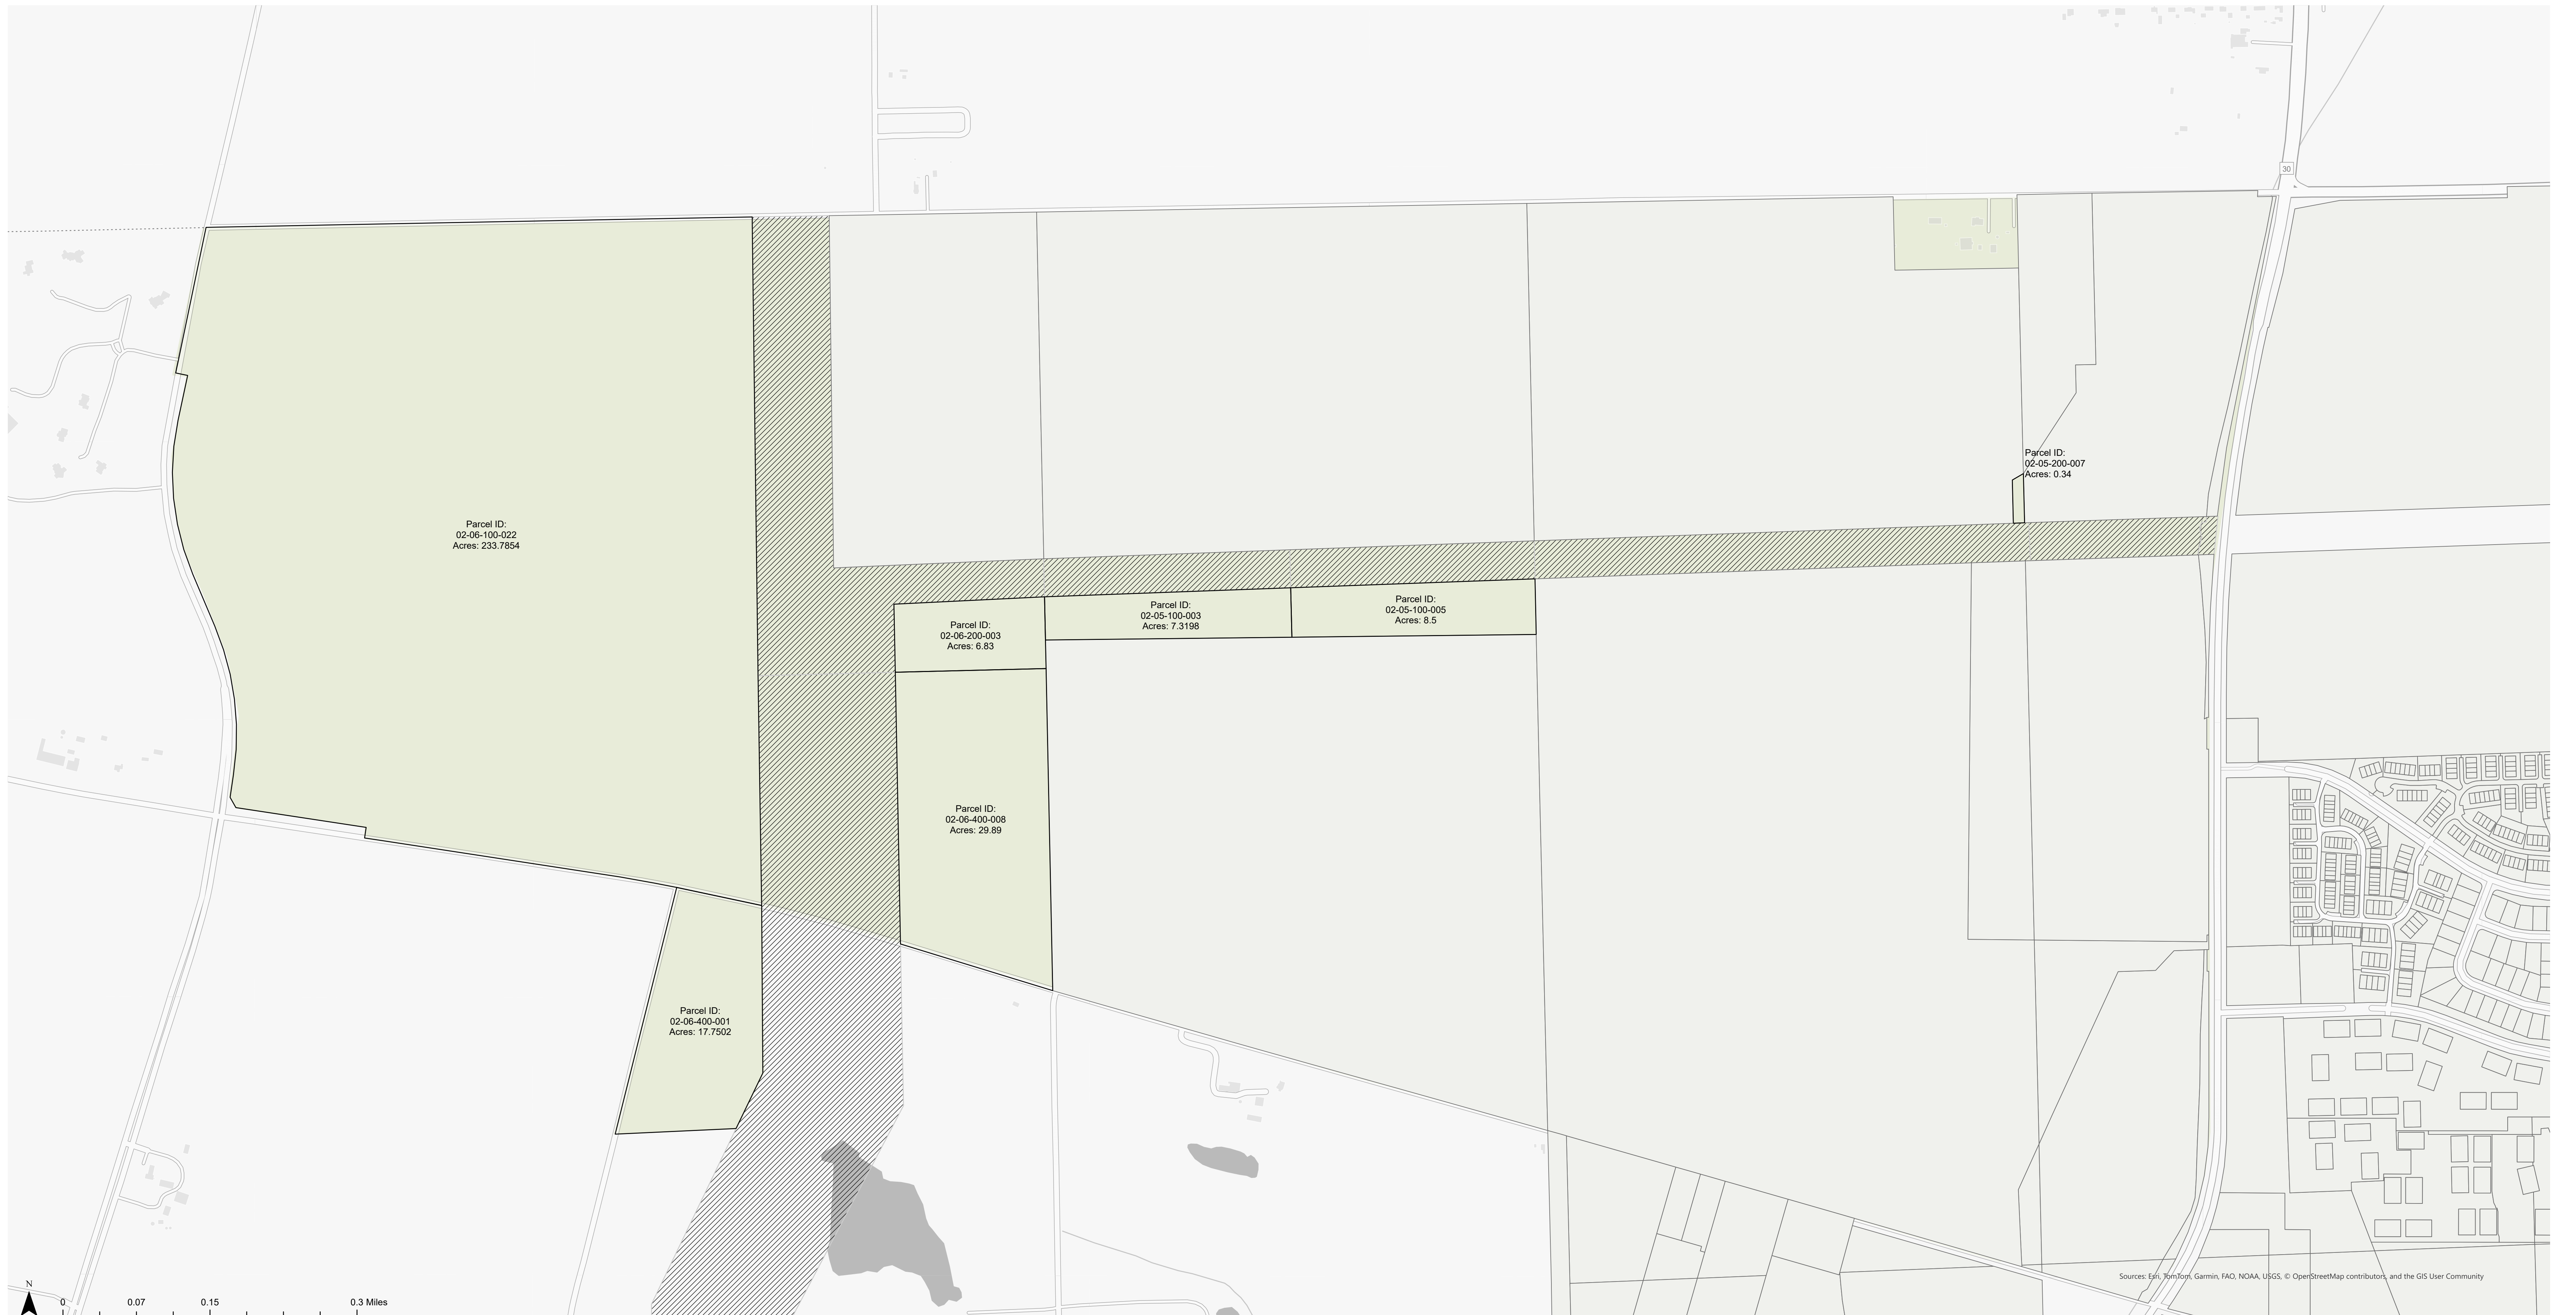 30
Parcel ID:
02-05-200-007
Acres: 0.34
Parcel ID:
02-06-100-022
Acres: 233.7854
Parcel ID:
02-06-200-003
Acres: 6.83
Parcel ID:
02-05-100-003
Acres: 7.3198
Parcel ID:
02-05-100-005
Acres: 8.5
Parcel ID:
02-06-400-008
Acres: 29.89
Parcel ID:
02-06-400-001
Acres: 17.7502
Sources: Esri, TomTom, Garmin, FAO, NOAA, USGS, © OpenStreetMap contributors, and the GIS User Community
N
0 0.07 0.15 0.3 Miles